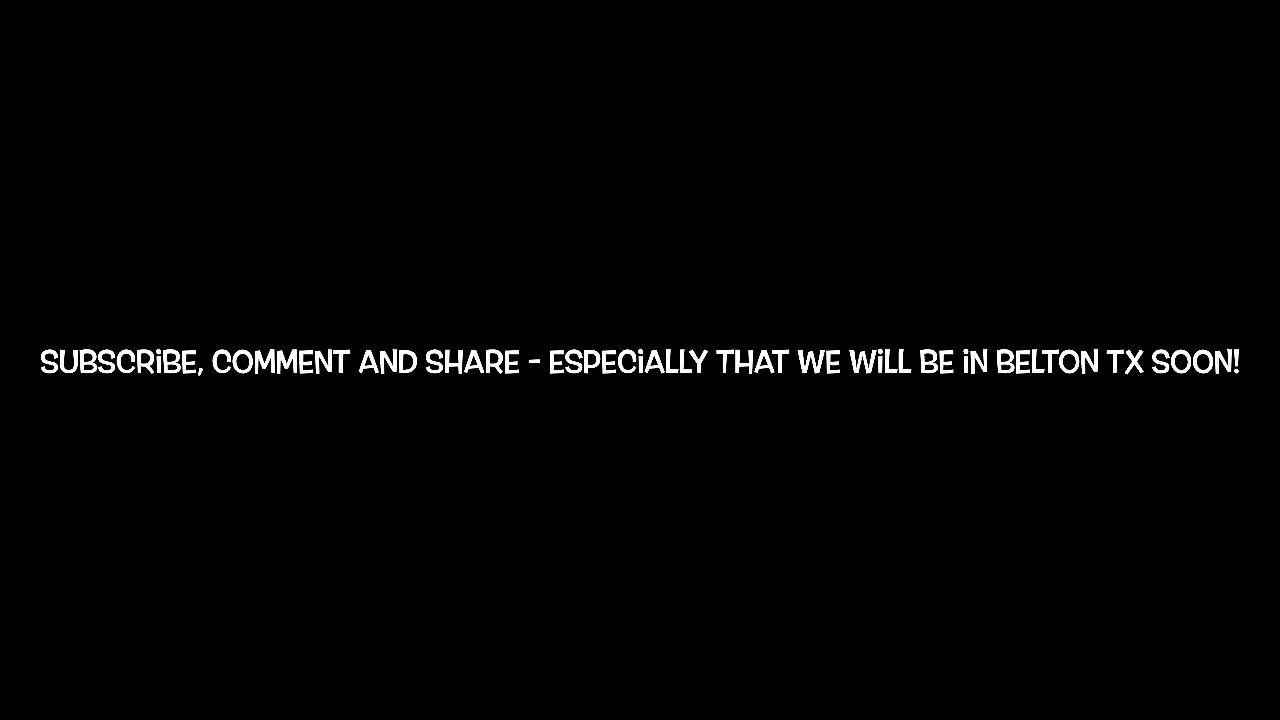 SUBSCRiBE, COMMENT AND SHARE - ESPECiALLY THAT WE WiLL BE iN BELTON TX SOON!